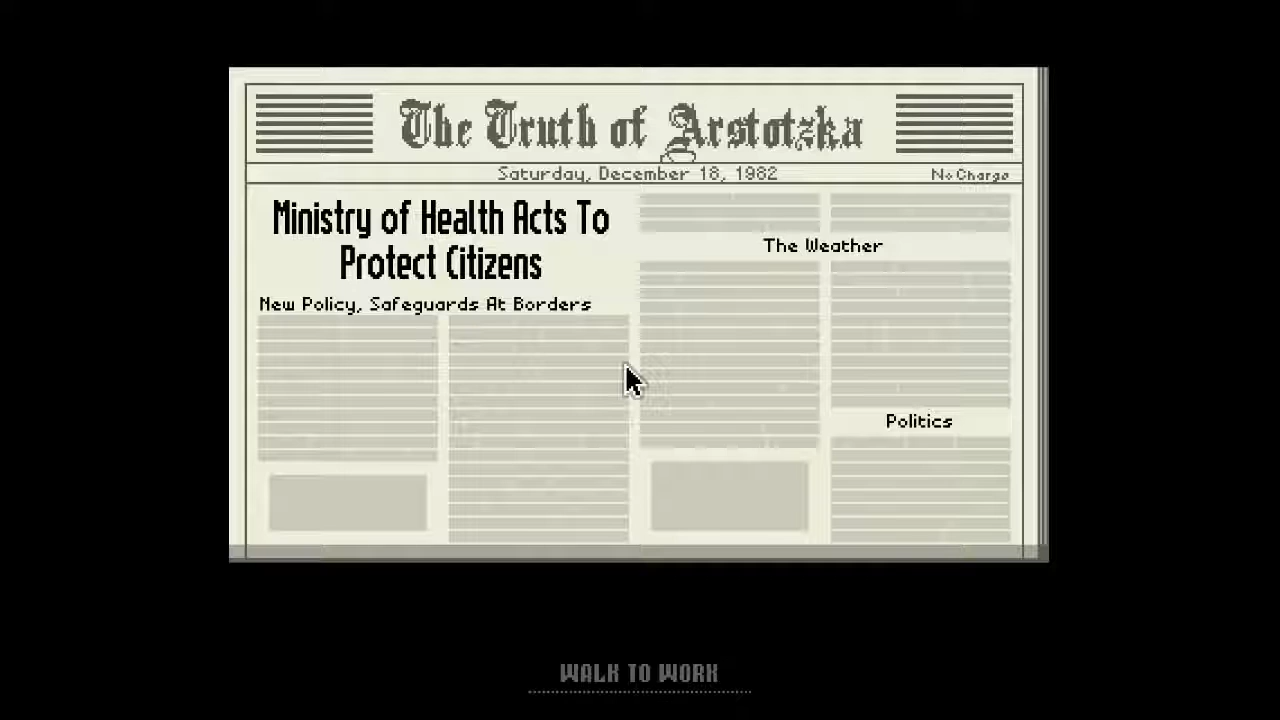 The Truth of Arstotzka
Saturday, December 18, 1982
No Charge
Ministry of Health Acts To
Protect Citizens
New Policy, Safeguards At Borders
The Weather
Politics
WALK TO WORK